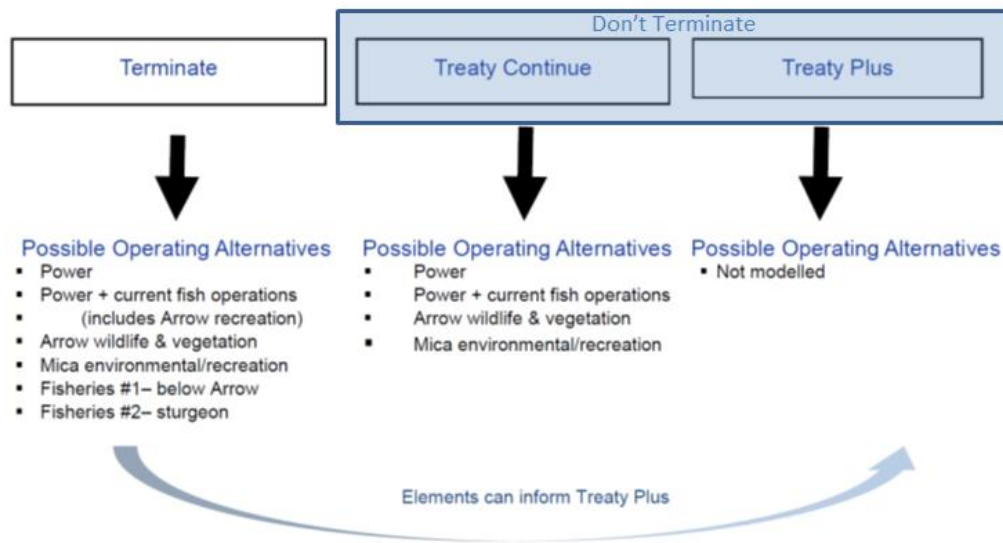 Don't Terminate
Terminate
Treaty Continue
Treaty Plus
Possible Operating Alternatives
▪ Power
▪ Power + current fish operations
▪ (includes Arrow recreation)
▪ Arrow wildlife & vegetation
▪ Mica environmental/recreation
▪ Fisheries #1– below Arrow
▪ Fisheries #2– sturgeon
Possible Operating Alternatives
▪ Power
▪ Power + current fish operations
▪ Arrow wildlife & vegetation
▪ Mica environmental/recreation
Possible Operating Alternatives
▪ Not modelled
Elements can inform Treaty Plus